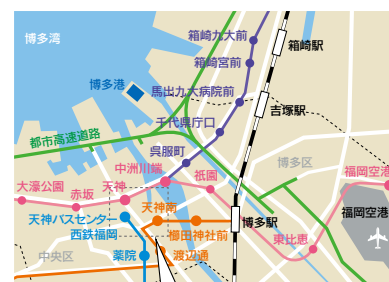 博多湾
箱崎九大前
箱崎駅
箱崎宮前
博多港
馬出九大病院前
吉塚駅
千代県庁口
都市高速道路
呉服町
中洲川端
博多区
祇園
福岡空港
大濠公園
赤坂
天神
天神南
福岡空港
天神バスセンター
博多駅
西鉄福岡
櫛田神社前
東比恵
中央区
薬院
渡辺通